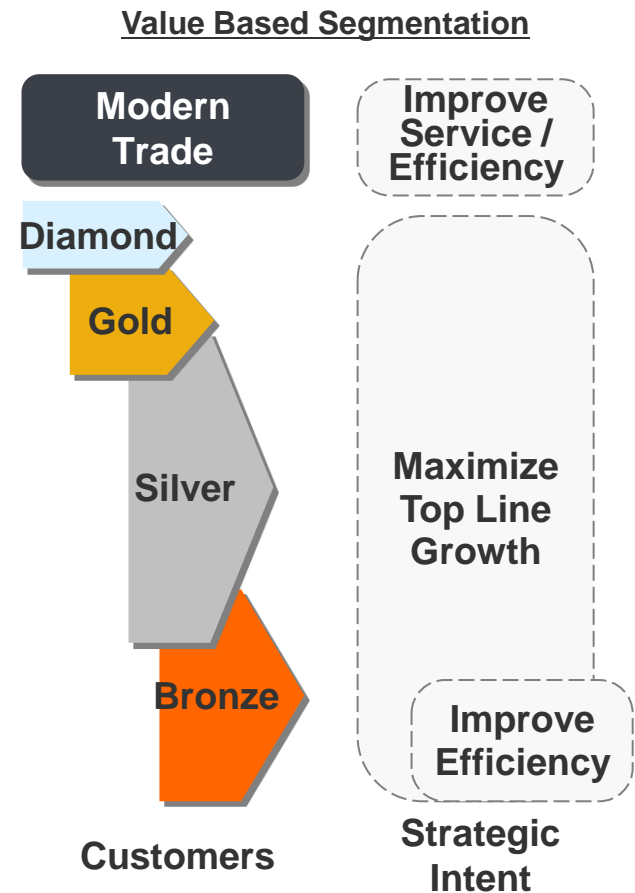 Value Based Segmentation
Modern
Trade
Improve
Service /
Efficiency
Diamond
Gold
Silver
Bronze
Maximize
Top Line
Growth
Improve
Efficiency
Customers
Strategic
Intent